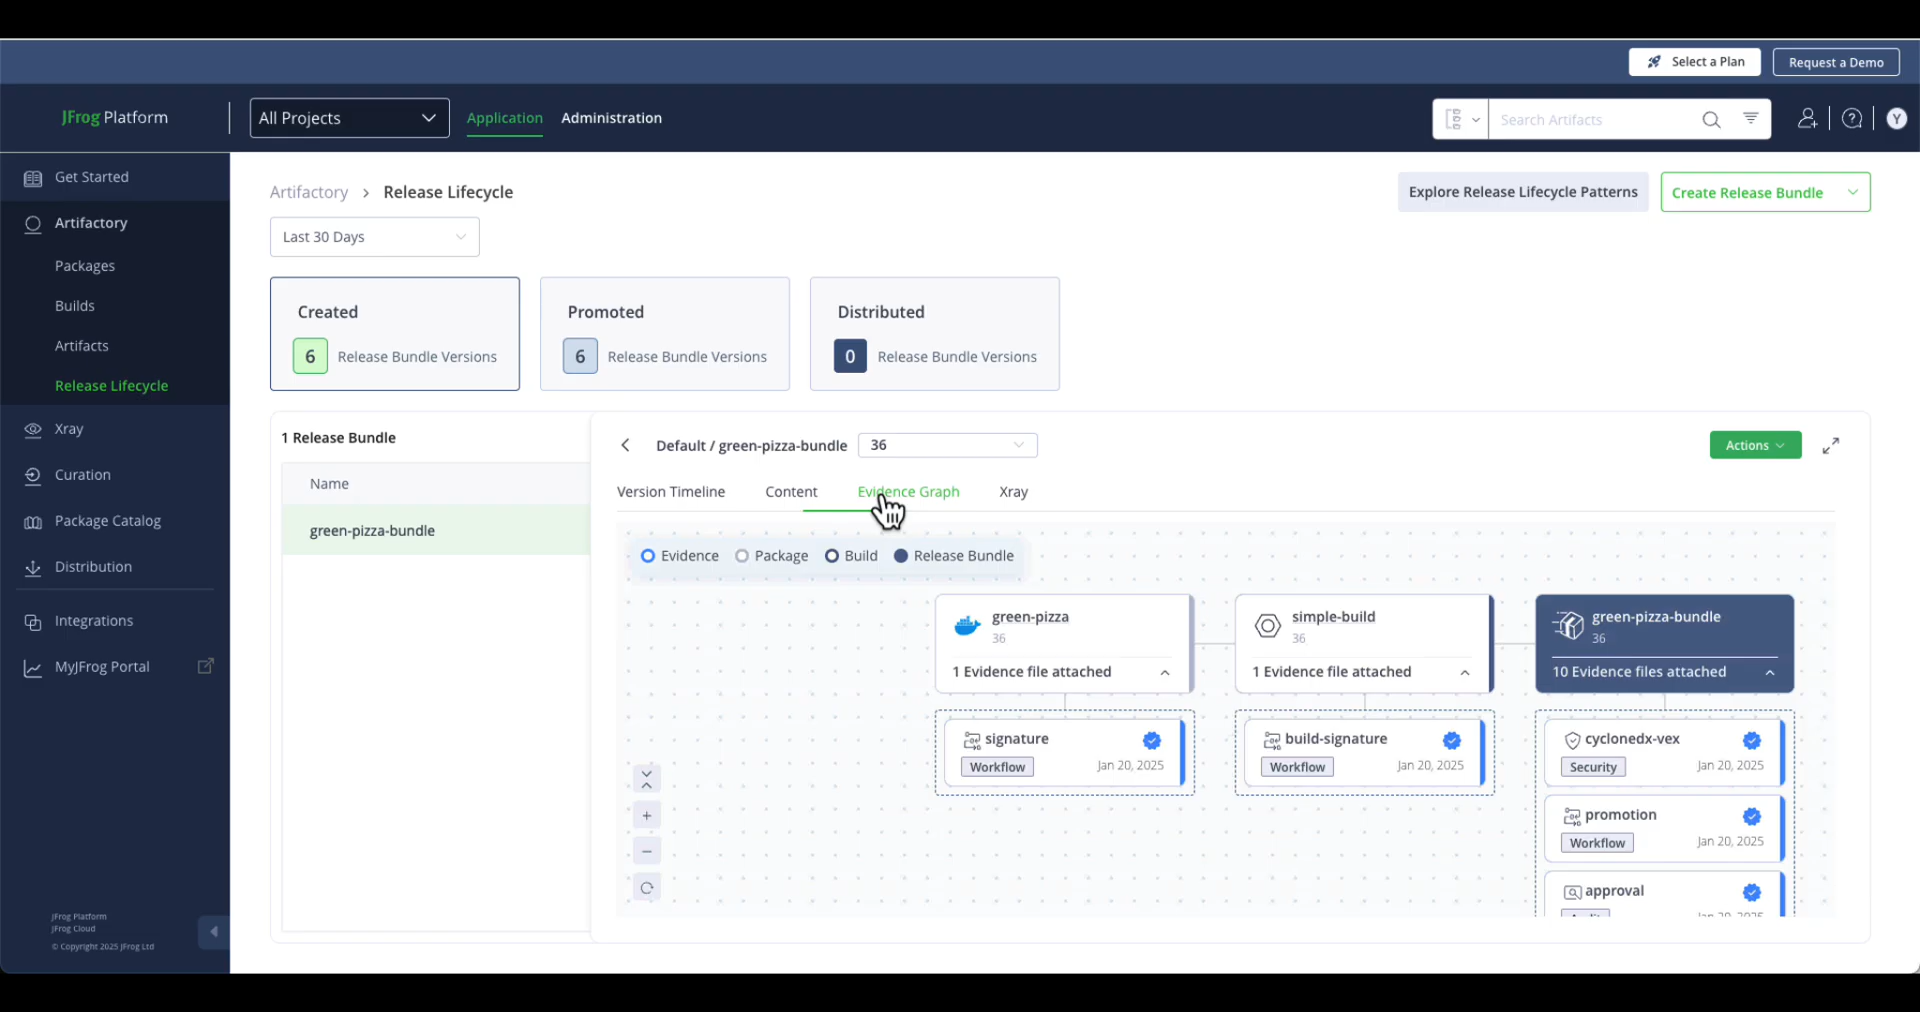 Select a Plan
Request a Demo
JFrog Platform
All Projects
Application
Administration
Search Artifacts
Y
Get Started
Artifactory
Packages
Builds
Artifacts
Release Lifecycle
Xray
Curation
Package Catalog
Distribution
Integrations
MyJFrog Portal
JFrog Platform
JFrog Cloud
© Copyright 2025 JFrog Ltd
Artifactory > Release Lifecycle
Explore Release Lifecycle Patterns
Create Release Bundle
Last 30 Days
Created
6 Release Bundle Versions
Promoted
6 Release Bundle Versions
Distributed
0 Release Bundle Versions
1 Release Bundle
Name
green-pizza-bundle
Default / green-pizza-bundle
36
Actions
Version Timeline
Content
Evidence Graph
Xray
Evidence
Package
Build
Release Bundle
green-pizza
36
1 Evidence file attached
signature
Workflow
Jan 20, 2025
simple-build
36
1 Evidence file attached
build-signature
Workflow
Jan 20, 2025
green-pizza-bundle
36
10 Evidence files attached
cyclonedx-vex
Security
Jan 20, 2025
promotion
Workflow
Jan 20, 2025
approval